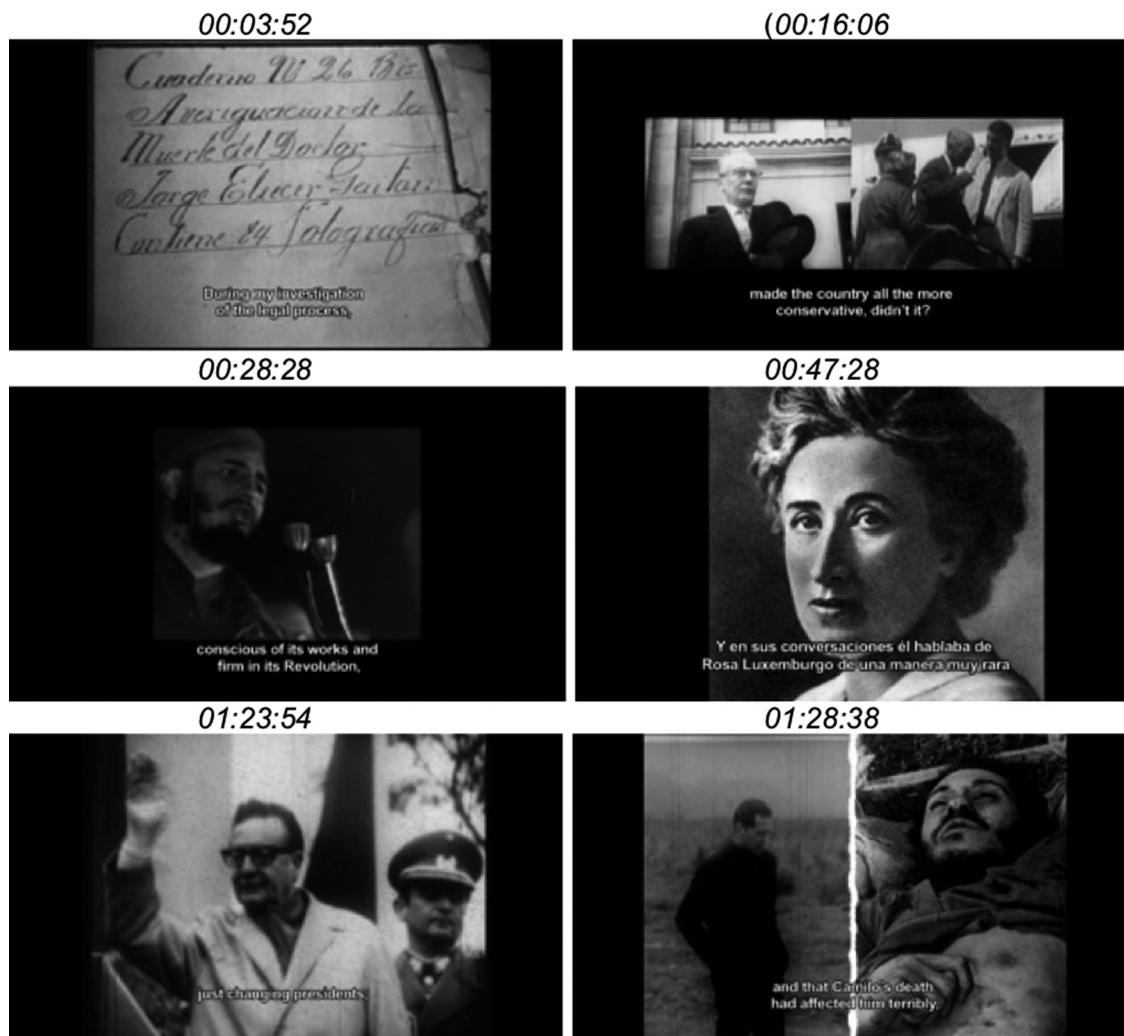 00:03:52
(00:16:06
Cuaderno Nº 26 Bis
Averiguacion de la
Muerte del Doctor
Jorge Eliecer Gaitan
Contiene 84 fotografias
During my investigation
of the legal process,
made the country all the more
conservative, didn't it?
00:28:28
00:47:28
conscious of its works and
firm in its Revolution,
Y en sus conversaciones él hablaba de
Rosa Luxemburgo de una manera muy rara
01:23:54
01:28:38
just changing presidents,
and that Camilo's death
had affected him terribly,